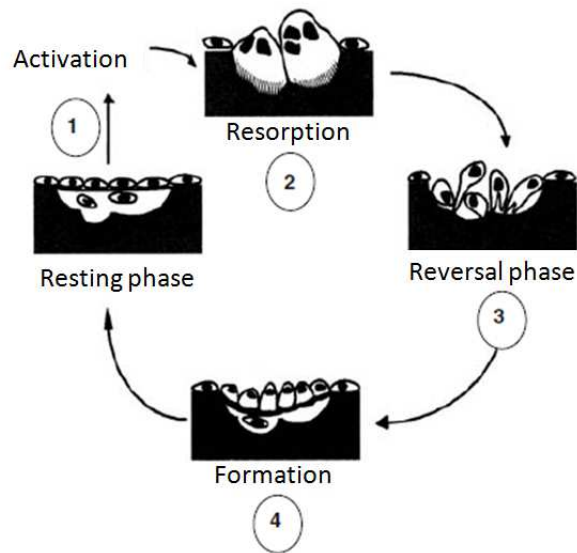 Activation
1
Resorption
2
Resting phase
Reversal phase
3
Formation
4